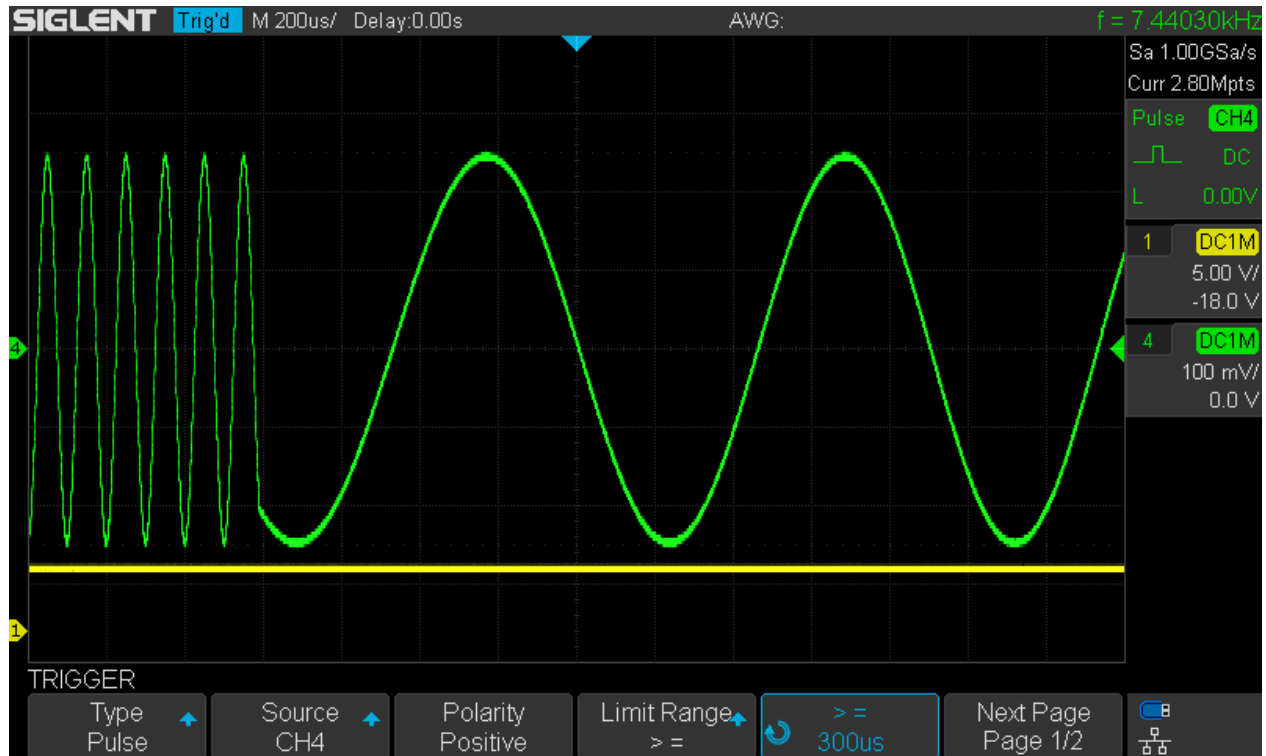 SIGLENT Trig'd M 200us/ Delay:0.00s AWG: f = 7.44030kHz
Sa 1.00GSa/s
Curr 2.80Mpts
Pulse CH4
DC
L 0.00V
1 DC1M
5.00 V/
-18.0 V
4 DC1M
100 mV/
0.0 V
4
1
TRIGGER
Type Source Polarity Limit Range > = Next Page
Pulse CH4 Positive > = 300us Page 1/2